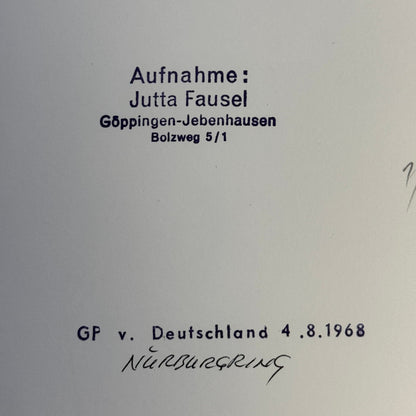 Aufnahme:
Jutta Fausel
Göppingen-Jebenhausen
Bolzweg 5/1
GP v. Deutschland 4.8.1968
NÜRBURGRING